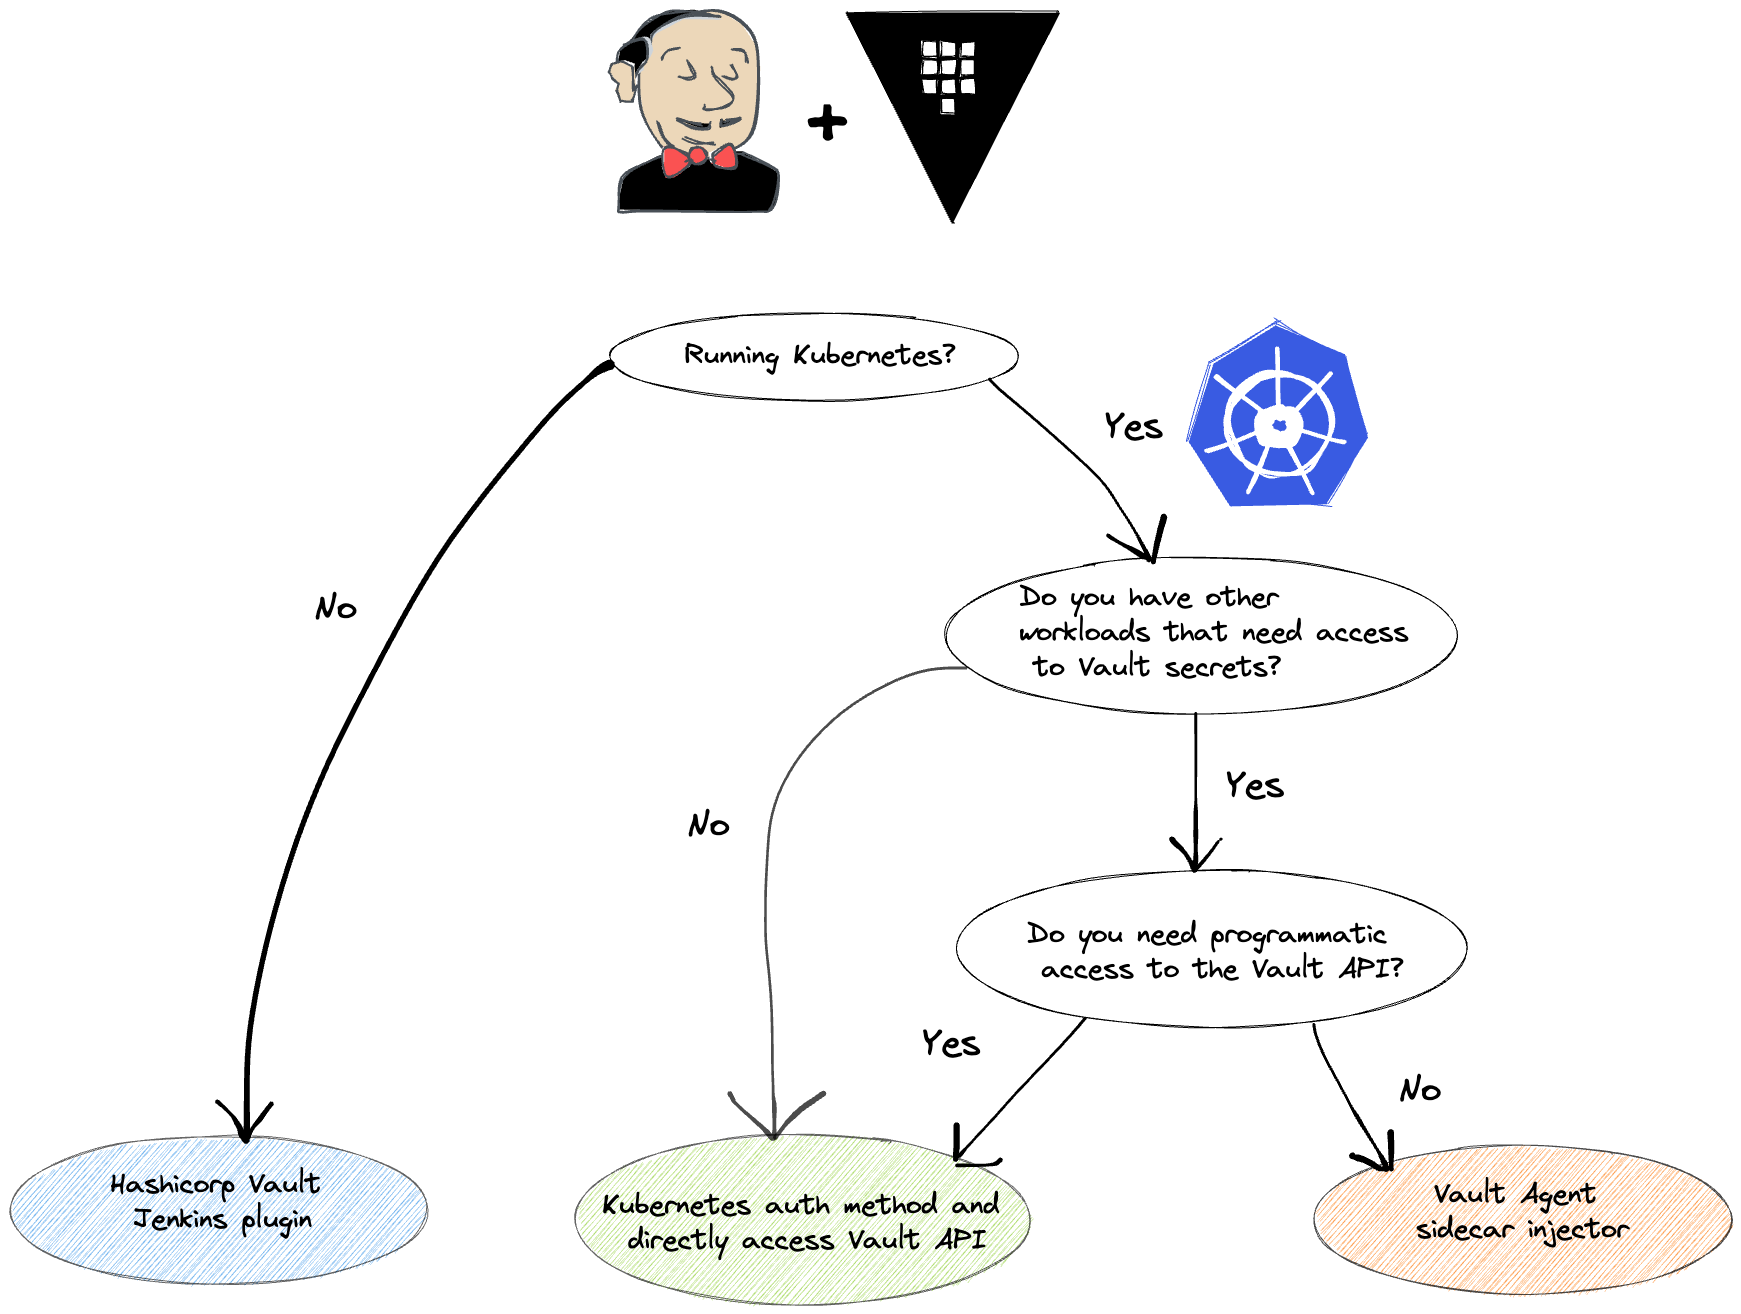 Running Kubernetes?
Yes
No
Do you have other
workloads that need access
to Vault secrets?
No
Yes
Do you need programmatic
access to the Vault API?
Yes
No
Hashicorp Vault
Jenkins plugin
Kubernetes auth method and
directly access Vault API
Vault Agent
sidecar injector